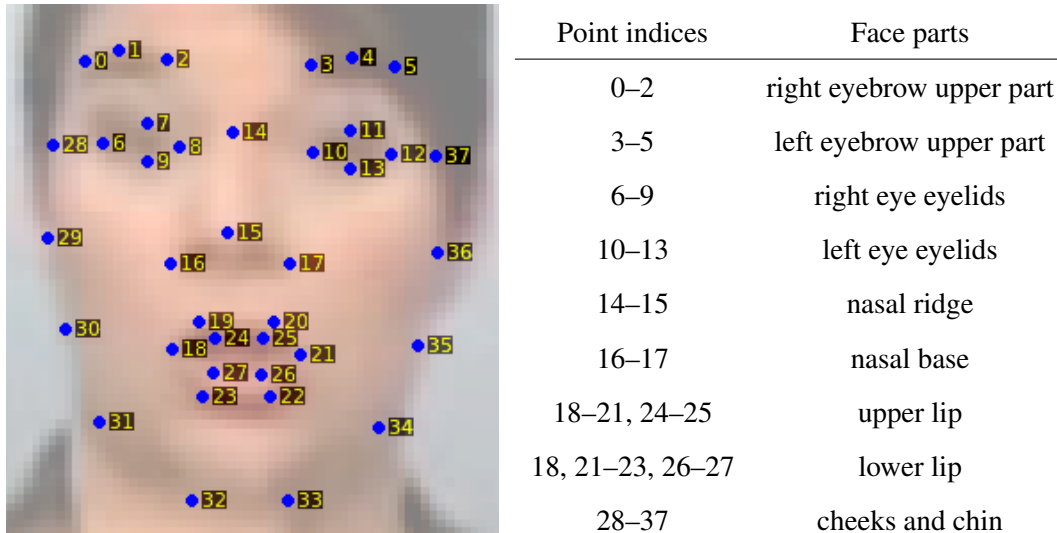 0 1 2 3 4 5
28 6 7 8 9 14 10 11 12 13 37
29 15 16 17 36
30 19 20 18 24 25 21 35
27 26 23 22
31 34
32 33
Point indices Face parts
0–2 right eyebrow upper part
3–5 left eyebrow upper part
6–9 right eye eyelids
10–13 left eye eyelids
14–15 nasal ridge
16–17 nasal base
18–21, 24–25 upper lip
18, 21–23, 26–27 lower lip
28–37 cheeks and chin